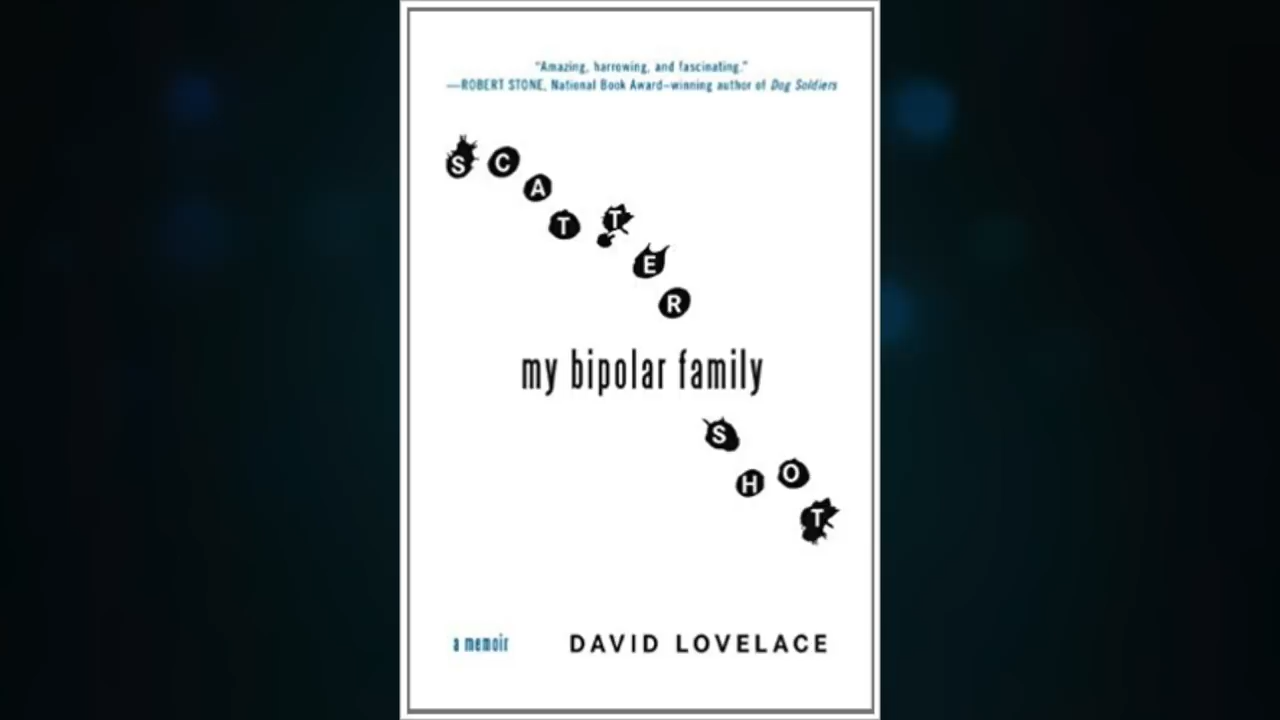 "Amazing, harrowing, and fascinating."
—ROBERT STONE, National Book Award–winning author of Dog Soldiers
SCATTER
my bipolar family
SHOT
a memoir DAVID LOVELACE